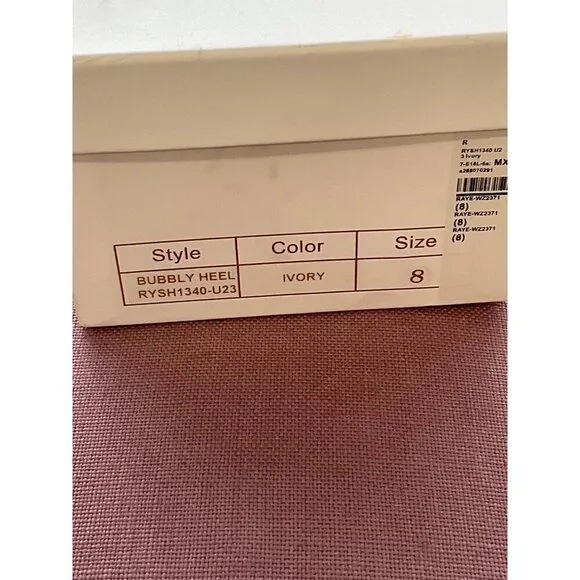 R
RYSH1340 U2
3 Ivory
MX
RAYE-WZ2371
(8)
RAYE-WZ2371
(8)
RAYE-WZ2371
(8)
Style Color Size
BUBBLY HEEL IVORY 8
RYSH1340-U23